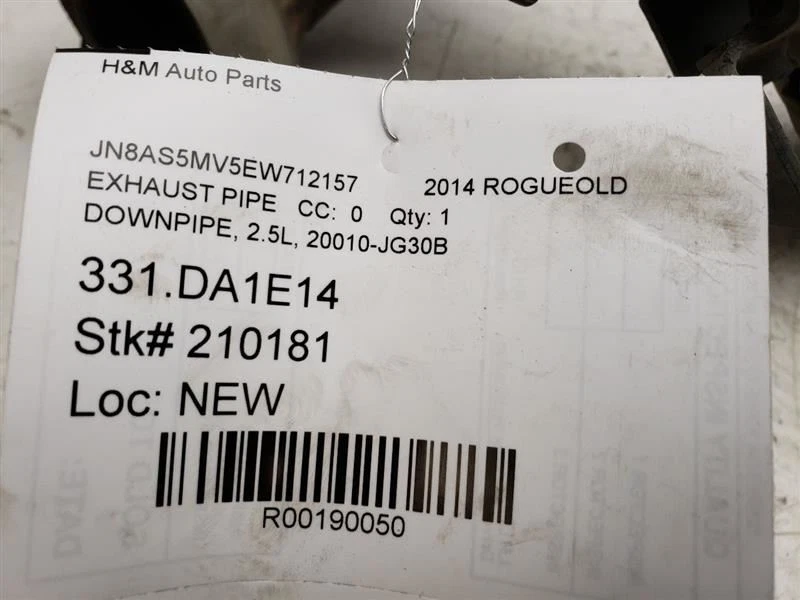 H&M Auto Parts
JN8AS5MV5EW712157 2014 ROGUEOLD
EXHAUST PIPE CC: 0 Qty: 1
DOWNPIPE, 2.5L, 20010-JG30B
331.DA1E14
Stk# 210181
Loc: NEW
R00190050